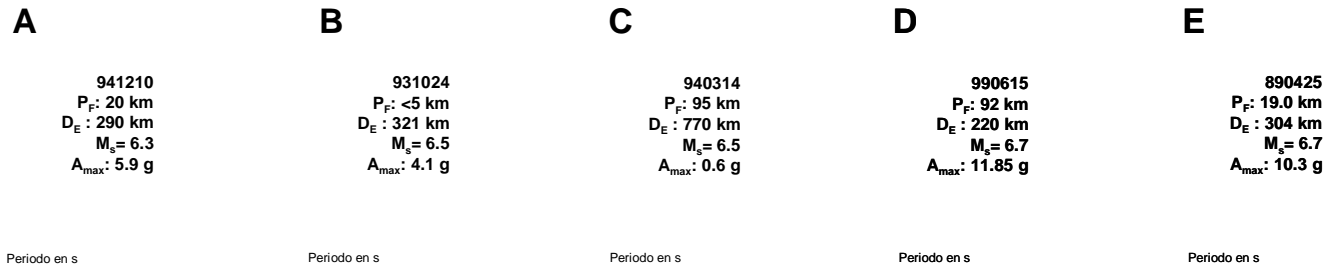 A
941210
P_F: 20 km
D_E : 290 km
M_s= 6.3
A_max: 5.9 g
Periodo en s
B
931024
P_F: <5 km
D_E : 321 km
M_s= 6.5
A_max: 4.1 g
Periodo en s
C
940314
P_F: 95 km
D_E : 770 km
M_s= 6.5
A_max: 0.6 g
Periodo en s
D
990615
P_F: 92 km
D_E : 220 km
M_s= 6.7
A_max: 11.85 g
Periodo en s
E
890425
P_F: 19.0 km
D_E : 304 km
M_s= 6.7
A_max: 10.3 g
Periodo en s